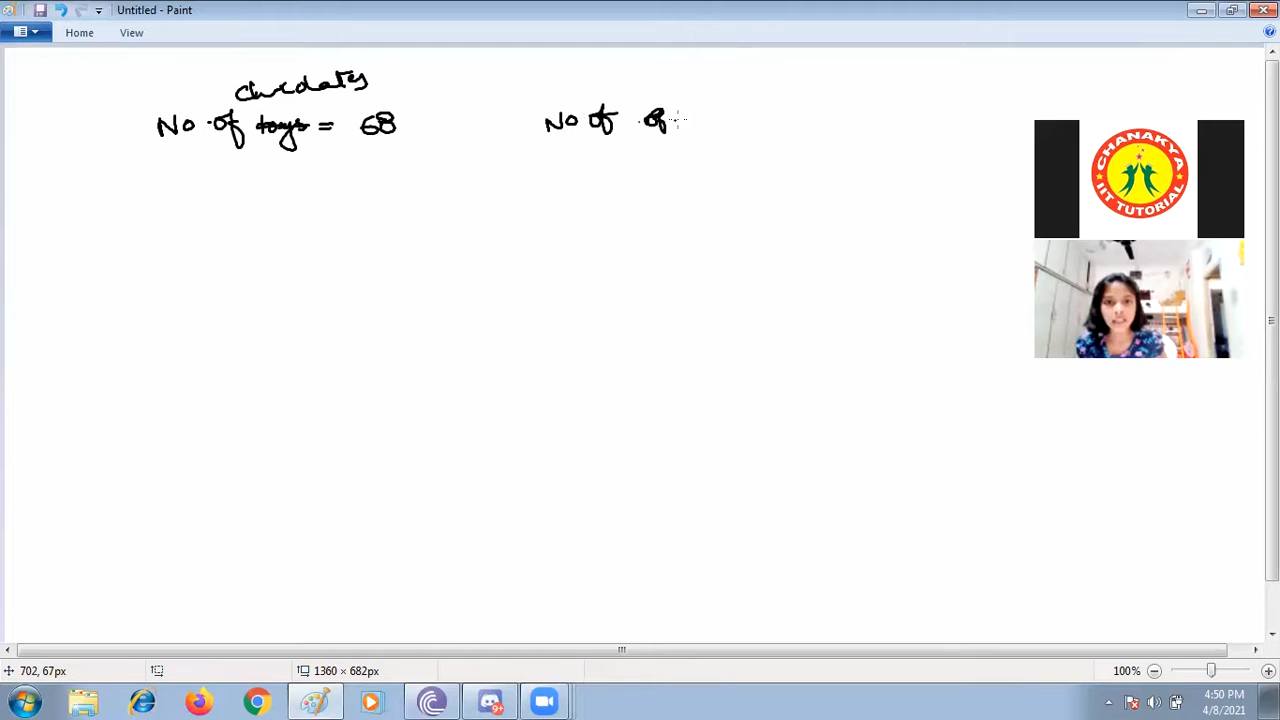 Untitled - Paint
Home View
No of toys = 68
No of of
CHANAKYA
IIT TUTORIAL
702, 67px
1360 × 682px
100%
4:50 PM
4/8/2021